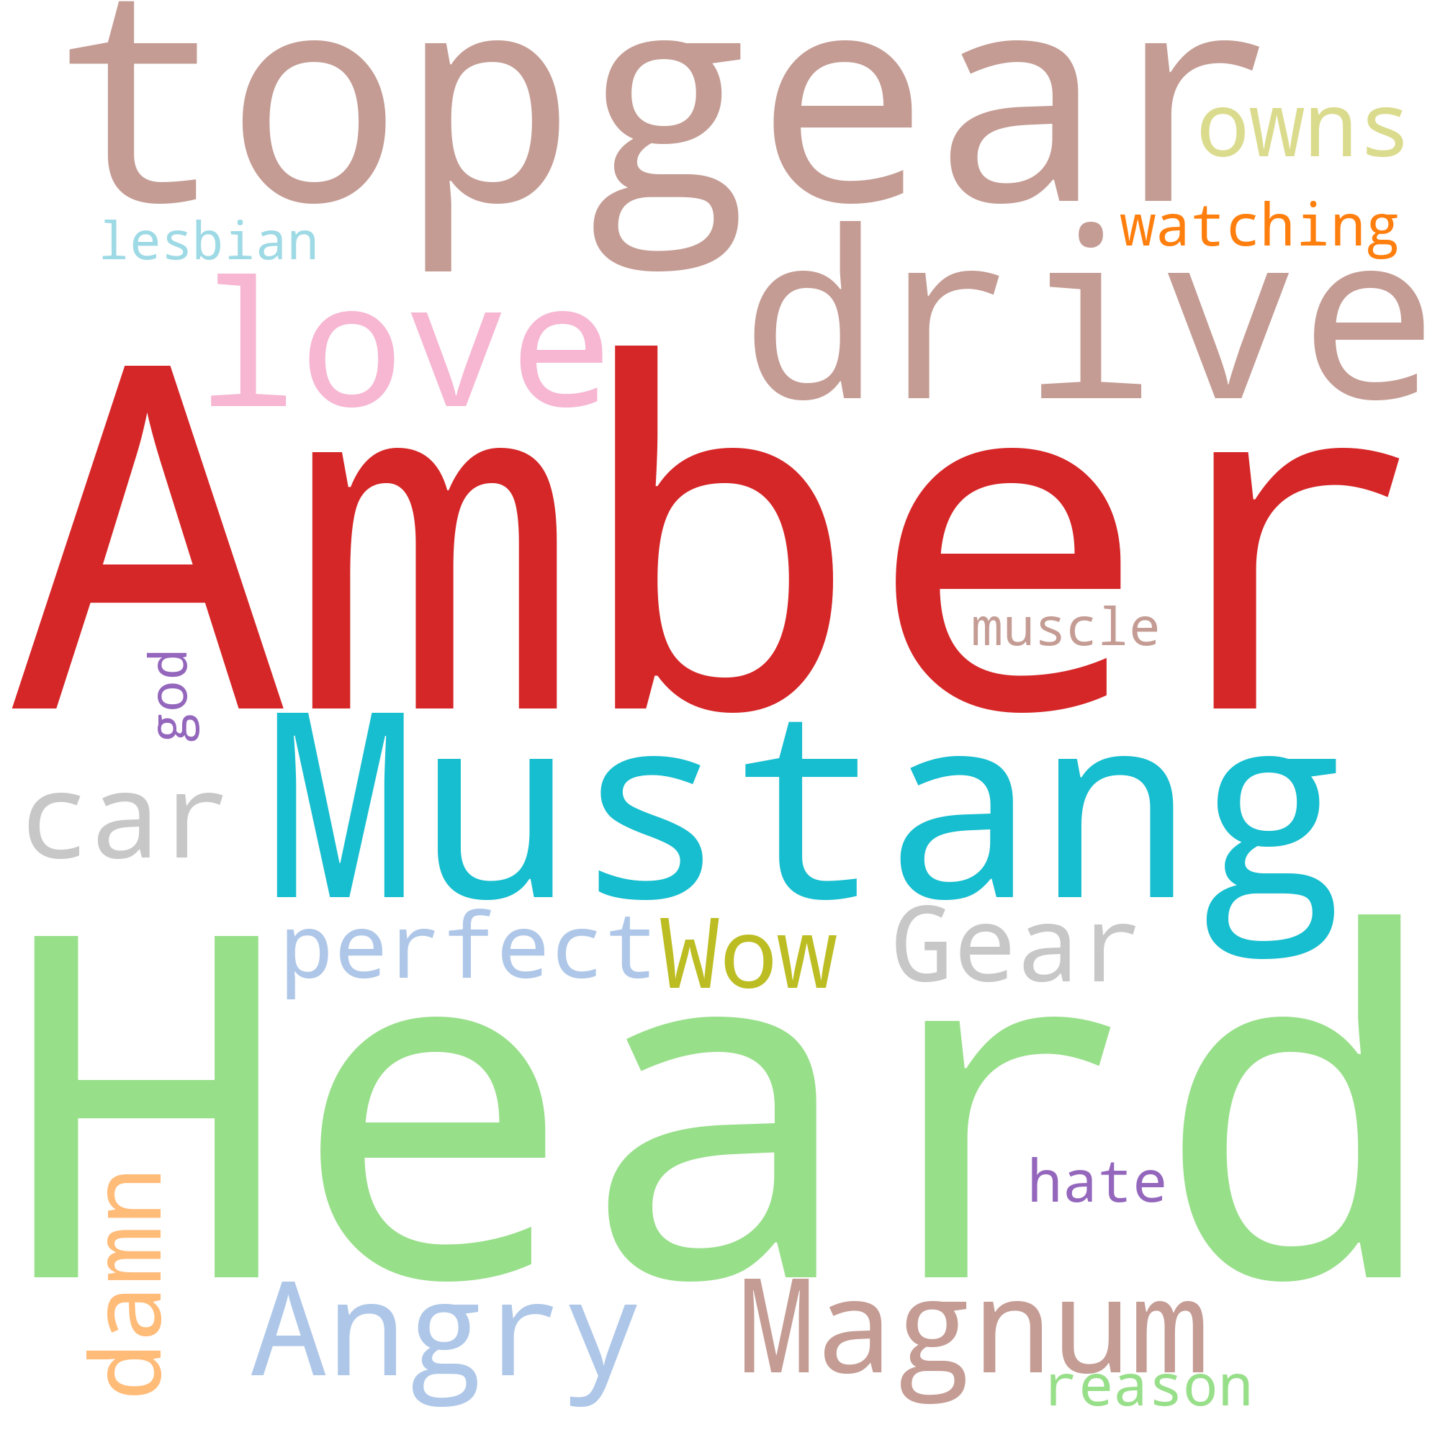 topgear
owns
lesbian
watching
love
drive
Amber
muscle
god
Mustang
car
perfect
Wow
Gear
Heard
hate
damn
Angry
Magnum
reason